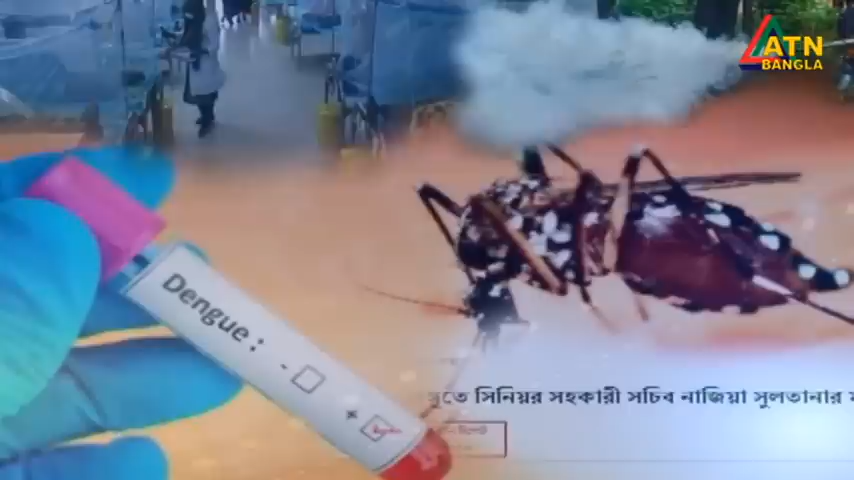 ATN
BANGLA
Dengue :
-
+
সিনিয়র সহকারী সচিব নাজিয়া সুলতানার